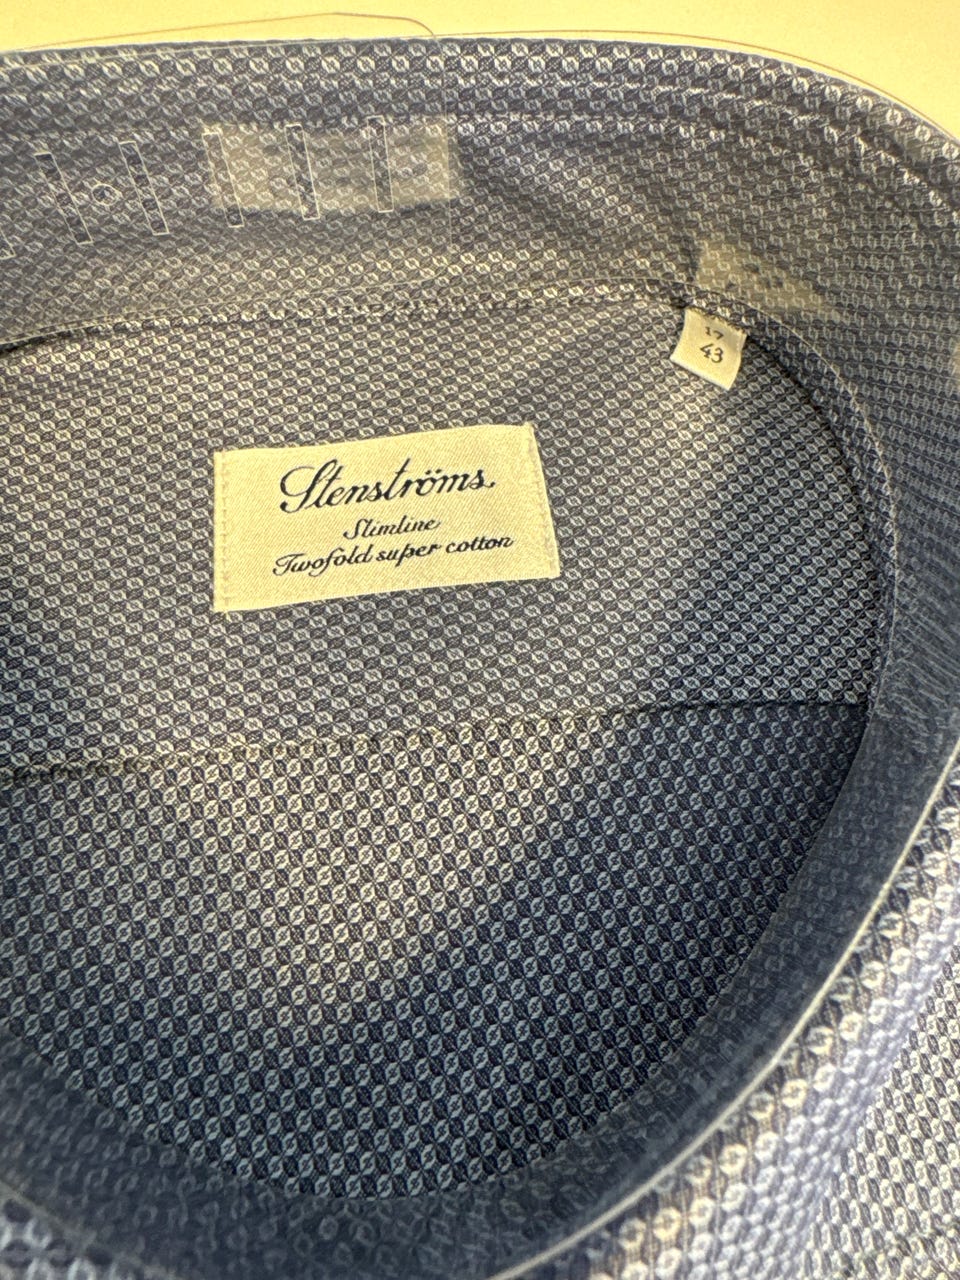 17
43
Stenströms
Slimline
Twofold super cotton